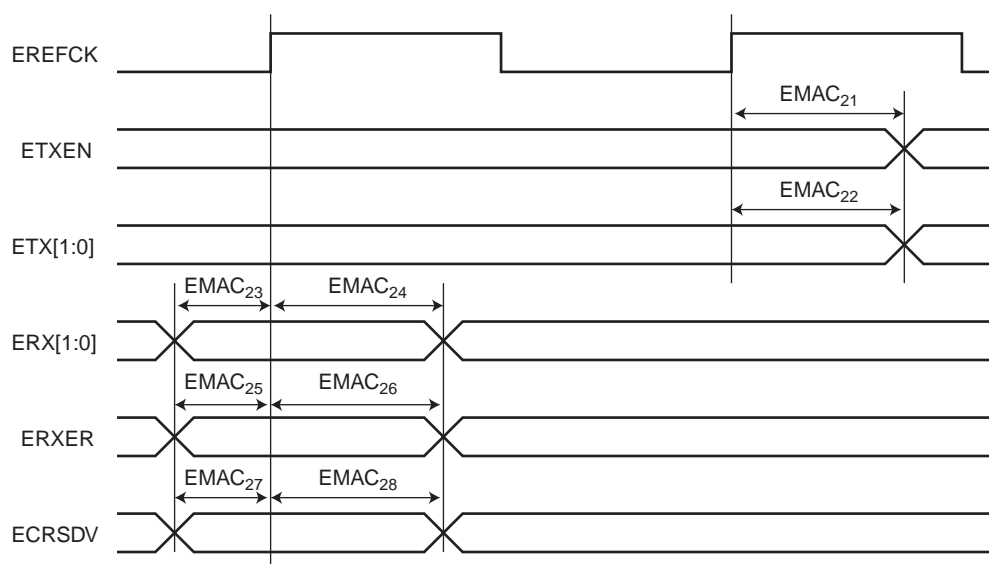 EREFCK
EMAC21
ETXEN
EMAC22
ETX[1:0]
EMAC23 EMAC24
ERX[1:0]
EMAC25 EMAC26
ERXER
EMAC27 EMAC28
ECRSDV